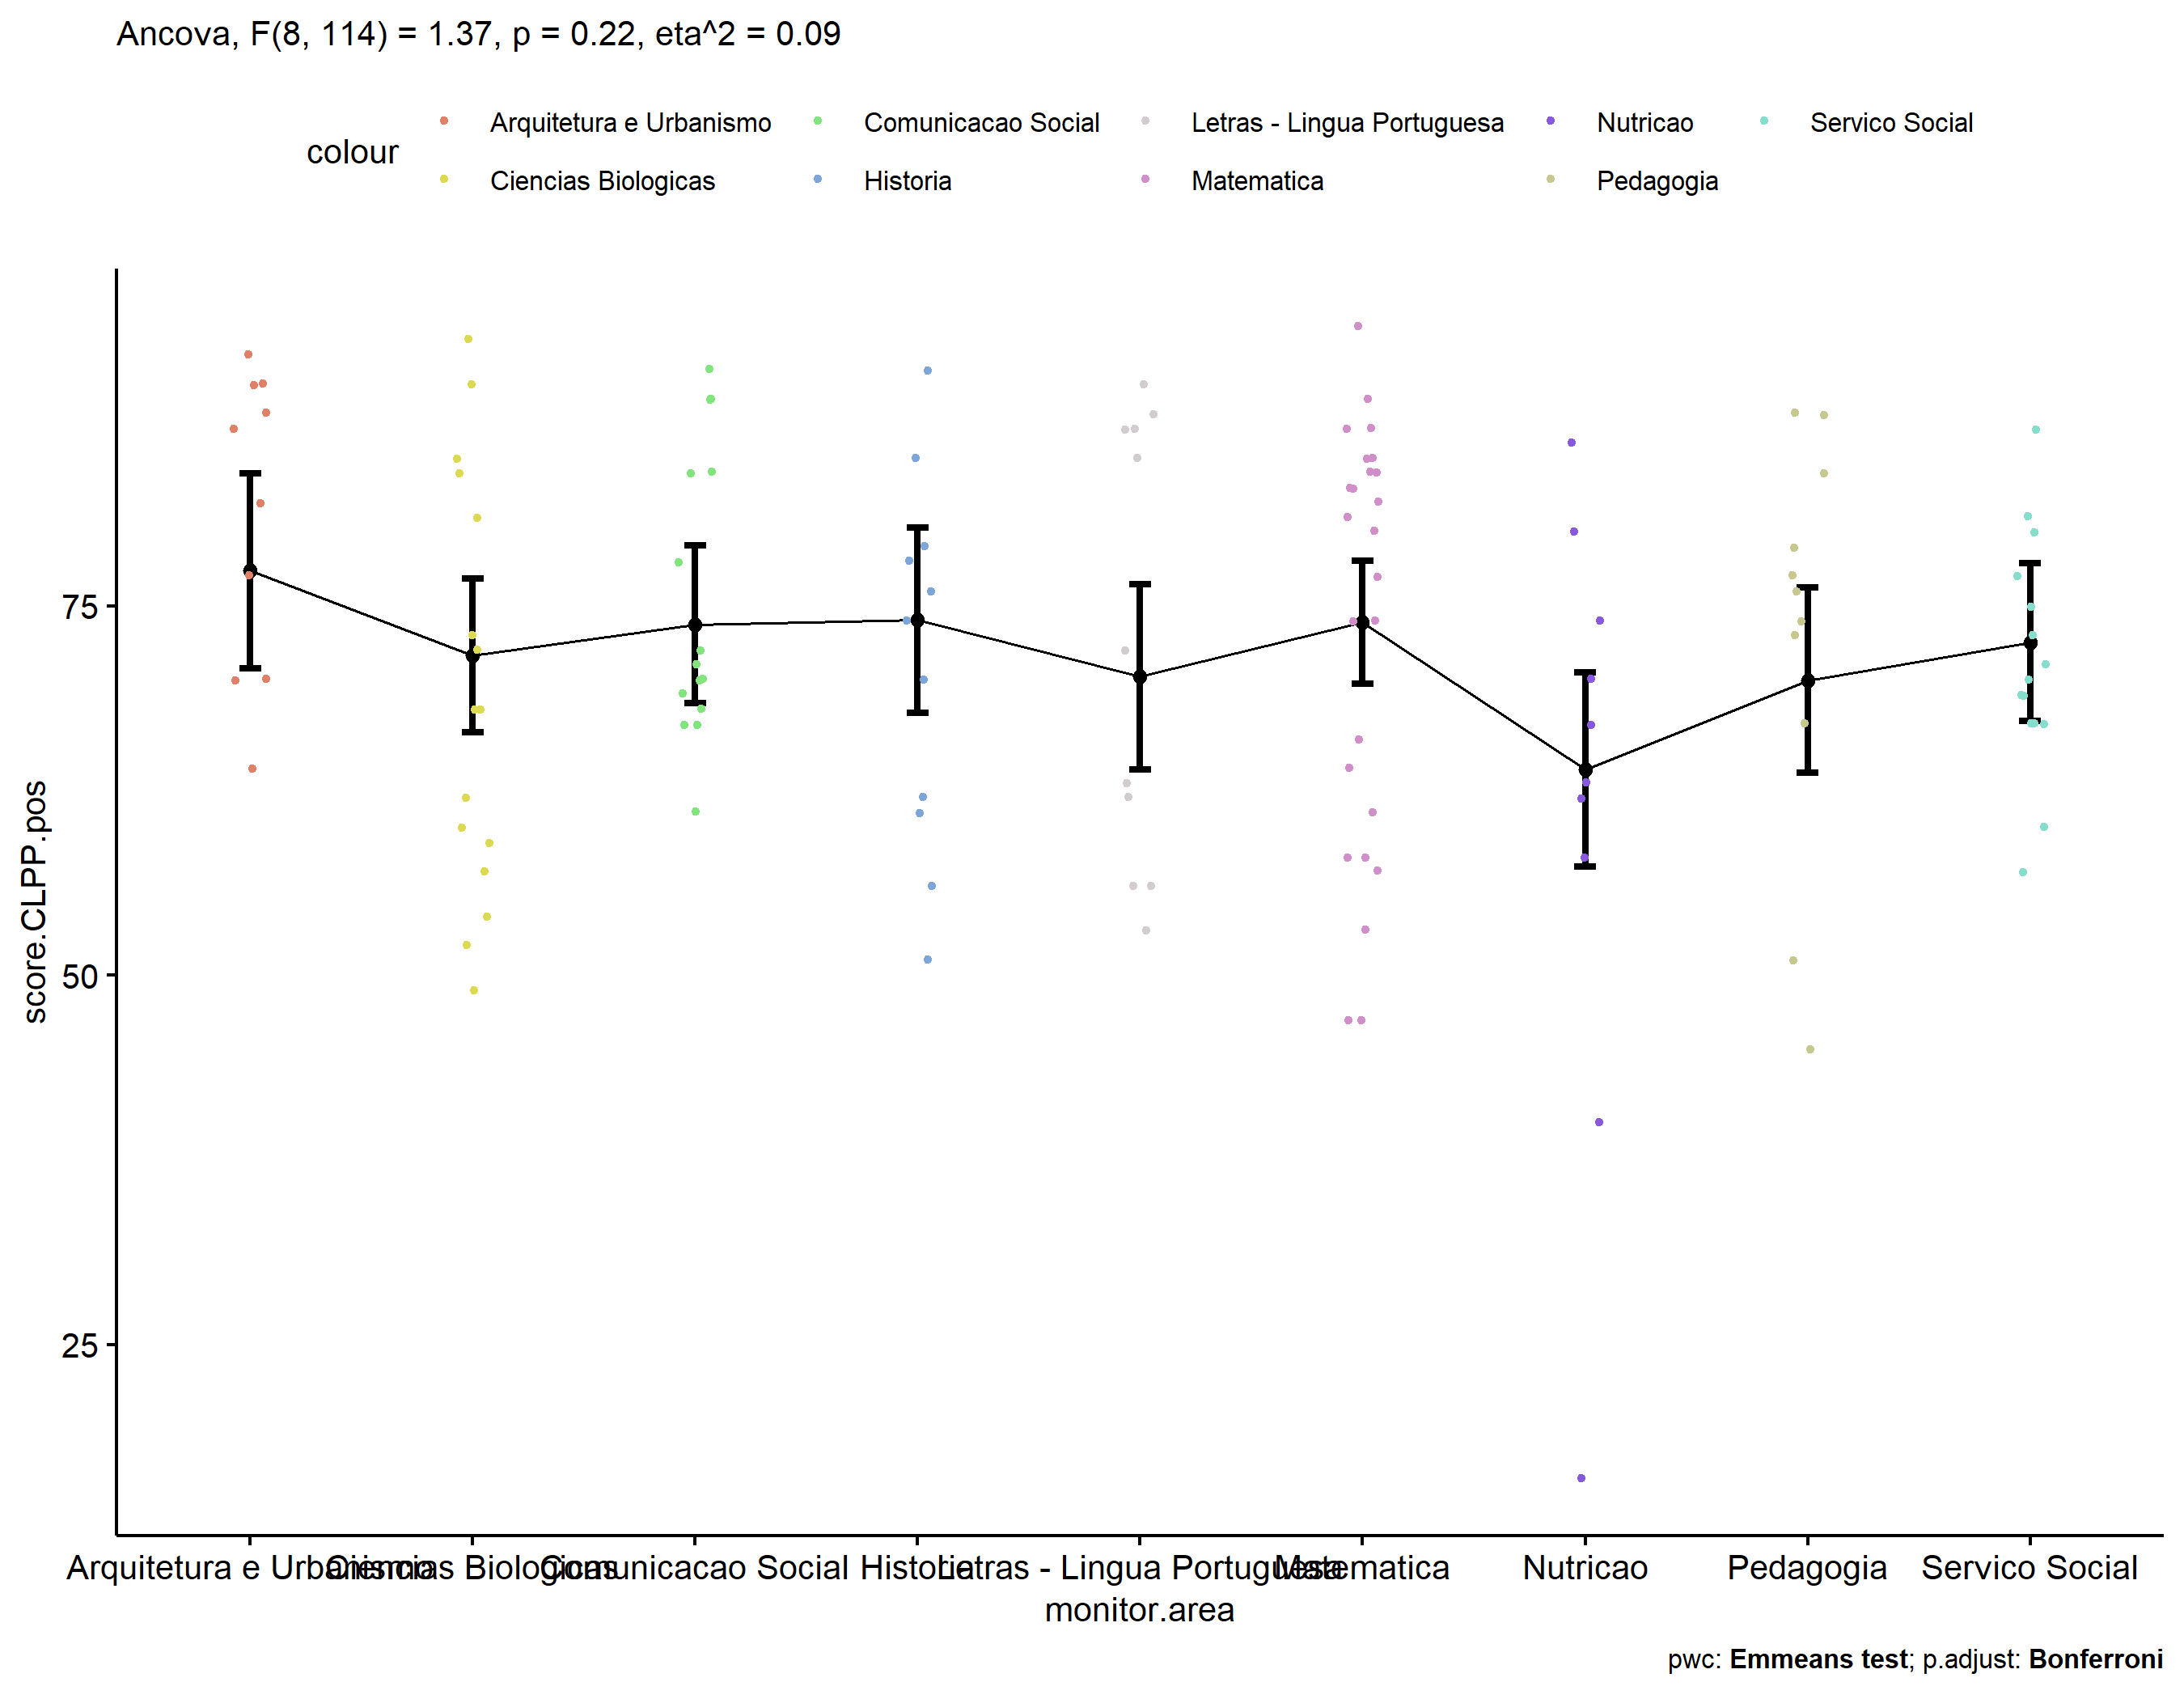 Ancova, F(8, 114) = 1.37, p = 0.22, eta^2 = 0.09
colour
Arquitetura e Urbanismo
Comunicacao Social
Letras - Lingua Portuguesa
Nutricao
Servico Social
Ciencias Biologicas
Historia
Matematica
Pedagogia
score.CLPP.pos
75
50
25
Arquitetura e Urbanismo Ciencias Biologicas Comunicacao Social Historia Letras - Lingua Portuguesa Matematica Nutricao Pedagogia Servico Social
monitor.area
pwc: Emmeans test; p.adjust: Bonferroni